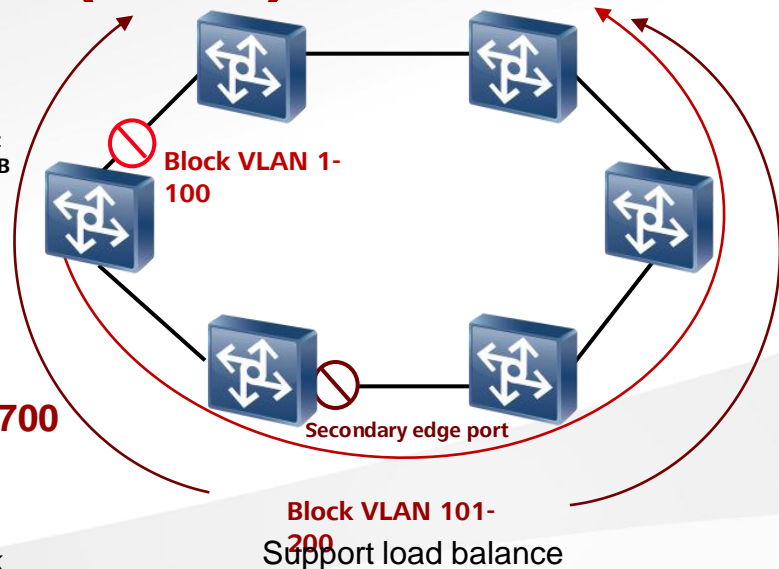 B
Block VLAN 1-
100
700
Secondary edge port
Block VLAN 101-
200
Support load balance